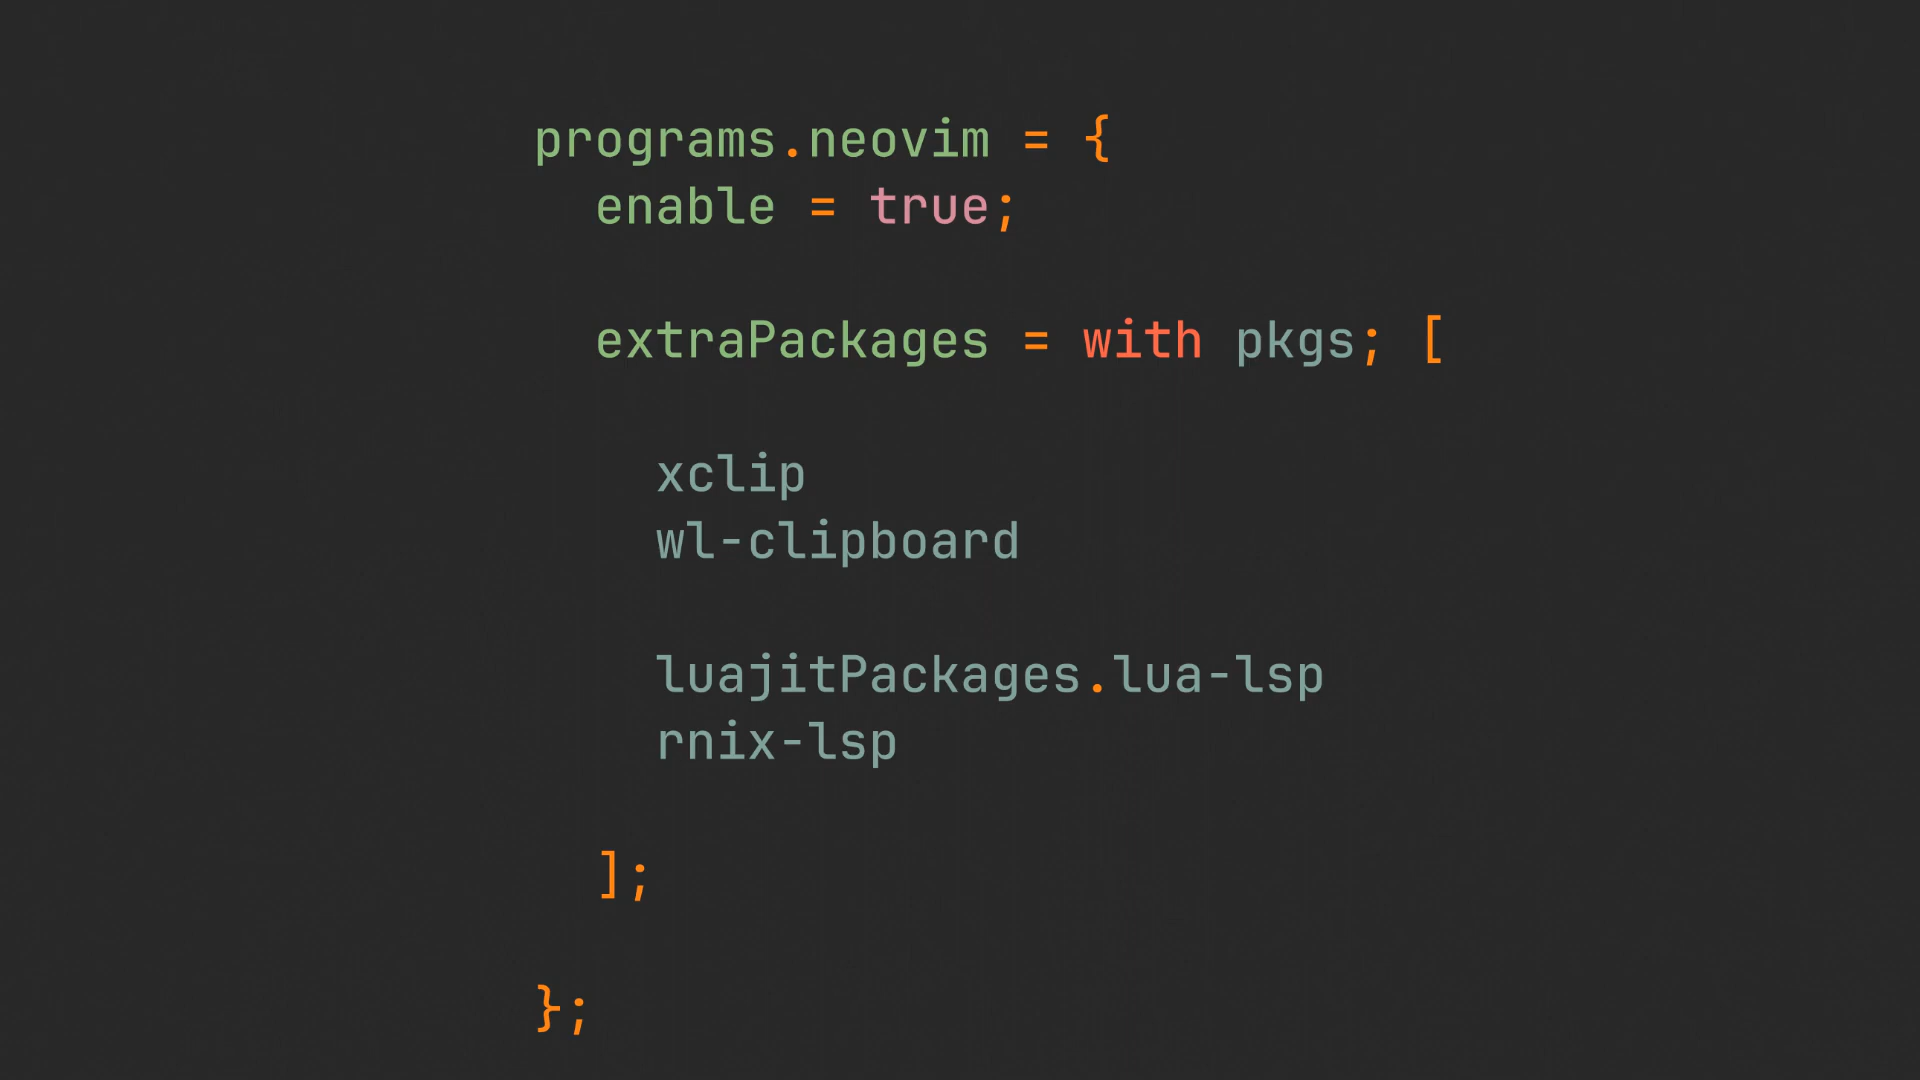 programs.neovim = {
  enable = true;

  extraPackages = with pkgs; [

    xclip
    wl-clipboard

    luajitPackages.lua-lsp
    rnix-lsp

  ];

};